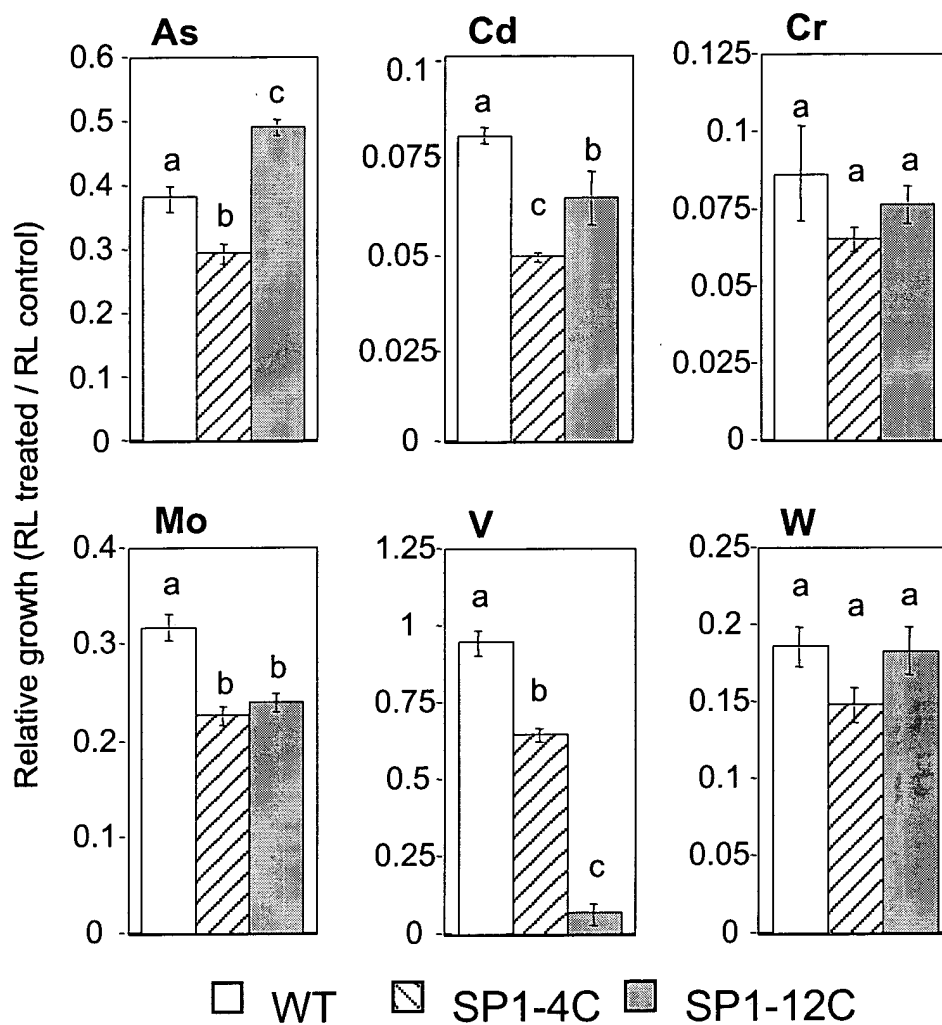 Relative growth (RL treated / RL control)
As
0.6
0.5
0.4
0.3
0.2
0.1
0
a
b
c
Cd
0.1
0.075
0.05
0.025
0
a
c
b
Cr
0.125
0.1
0.075
0.05
0.025
0
a
a
a
Mo
0.4
0.3
0.2
0.1
0
a
b
b
V
1.25
1
0.75
0.5
0.25
0
a
b
c
W
0.25
0.2
0.15
0.1
0.05
0
a
a
a
WT SP1-4C SP1-12C